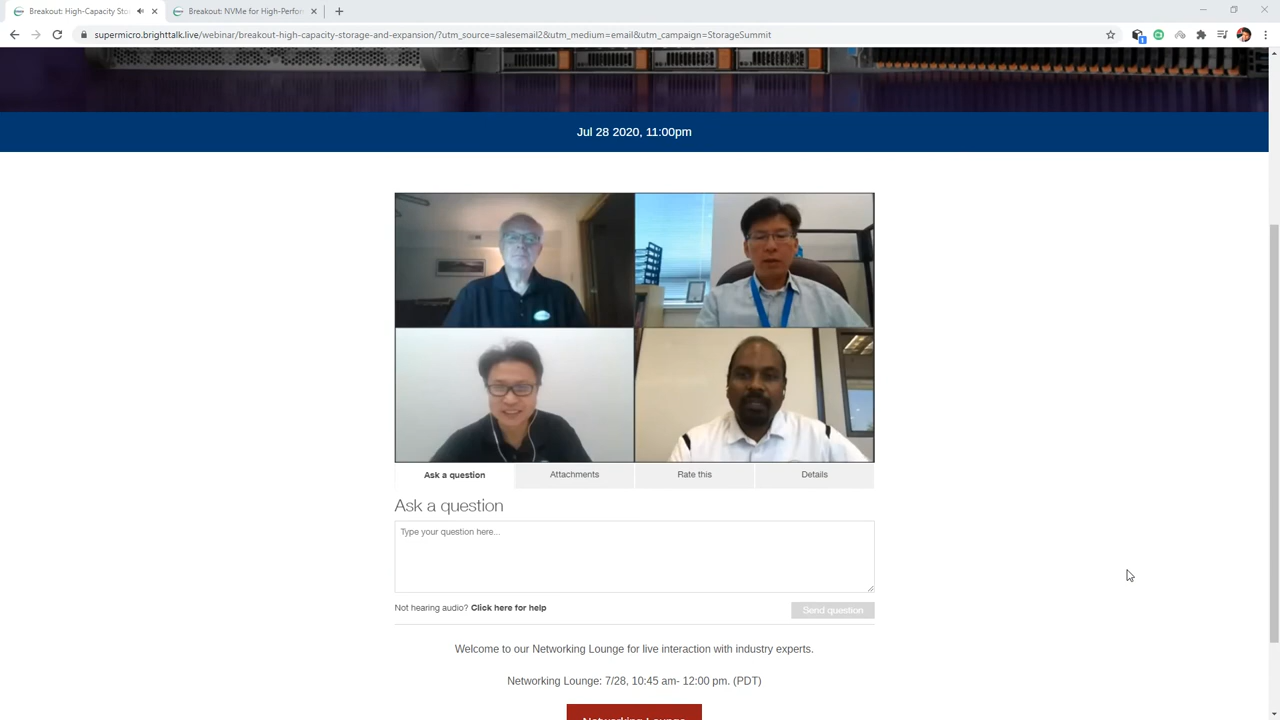 Breakout: High-Capacity Sto
Breakout: NVMe for High-Perfor
supermicro.brighttalk.live/webinar/breakout-high-capacity-storage-and-expansion/?utm_source=salesemail2&utm_medium=email&utm_campaign=StorageSummit
Jul 28 2020, 11:00pm
Ask a question
Attachments
Rate this
Details
Ask a question
Type your question here...
Not hearing audio? Click here for help
Send question
Welcome to our Networking Lounge for live interaction with industry experts.
Networking Lounge: 7/28, 10:45 am- 12:00 pm. (PDT)
Networking Lounge